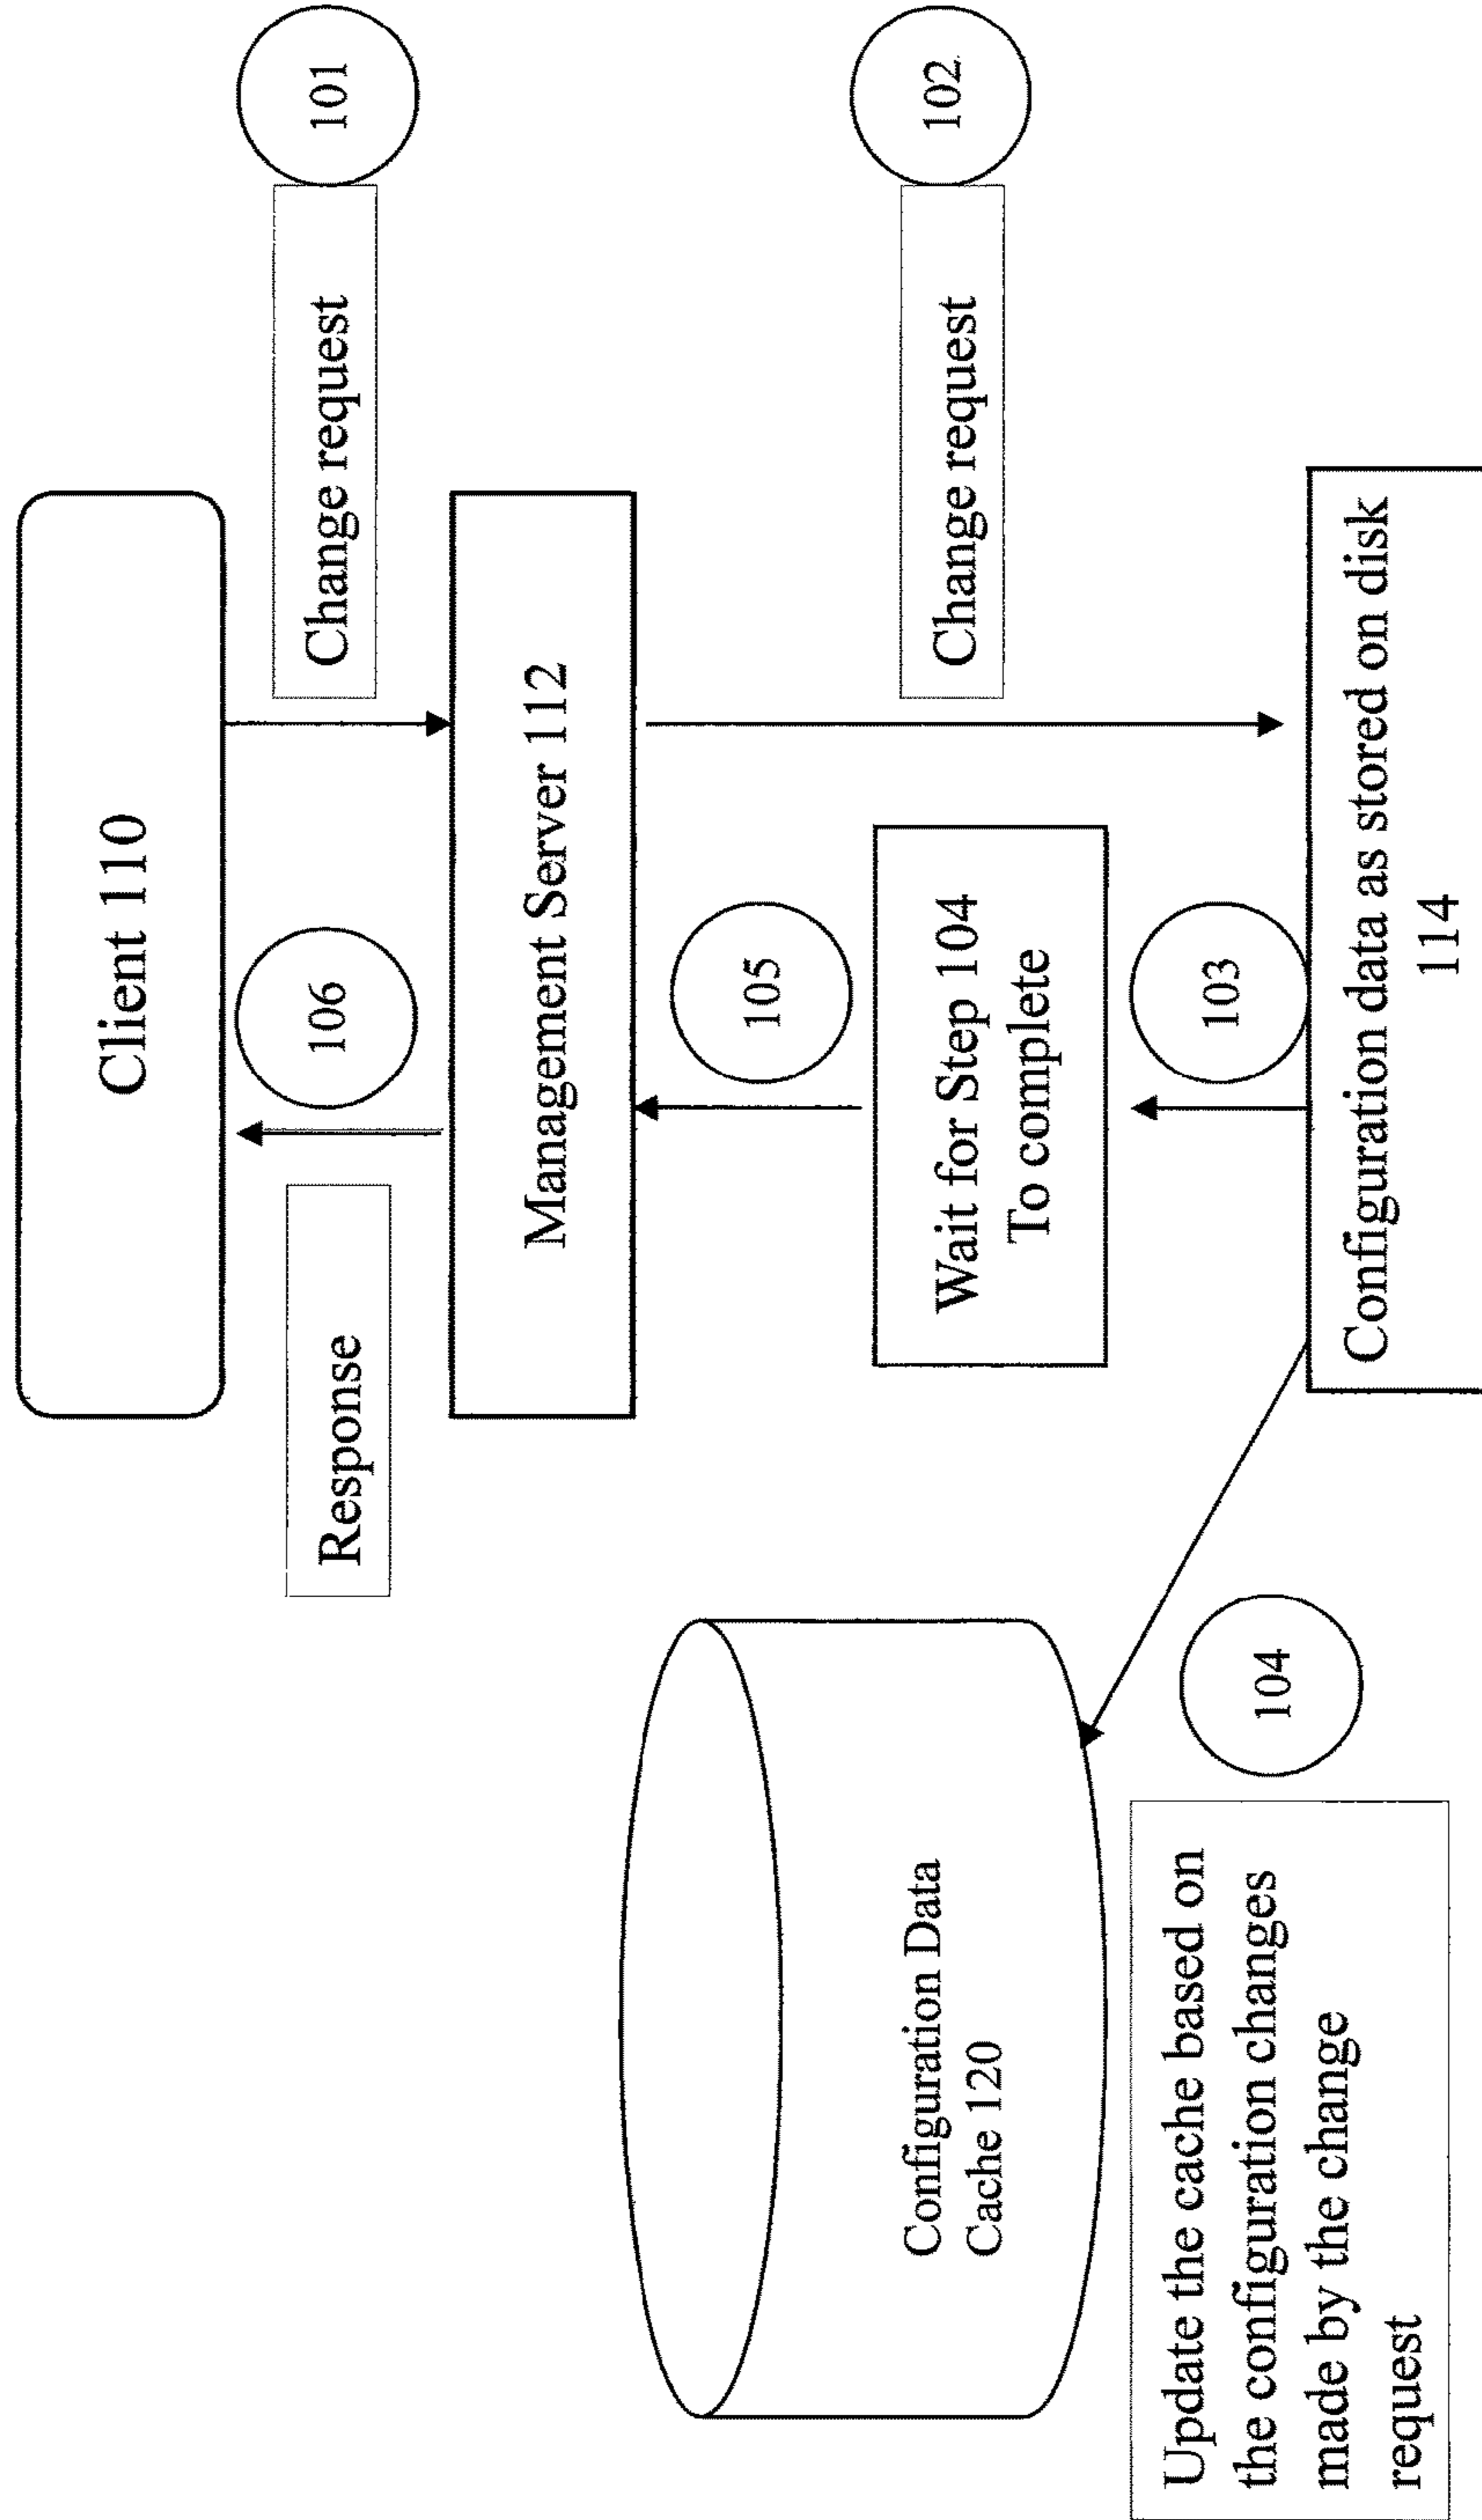 Client 110
Response
106
Change request
101
Management Server 112
105
Configuration Data
Cache 120
Wait for Step 104
To complete
Change request
102
103
104
Update the cache based on
the configuration changes
made by the change
request
Configuration data as stored on disk
114